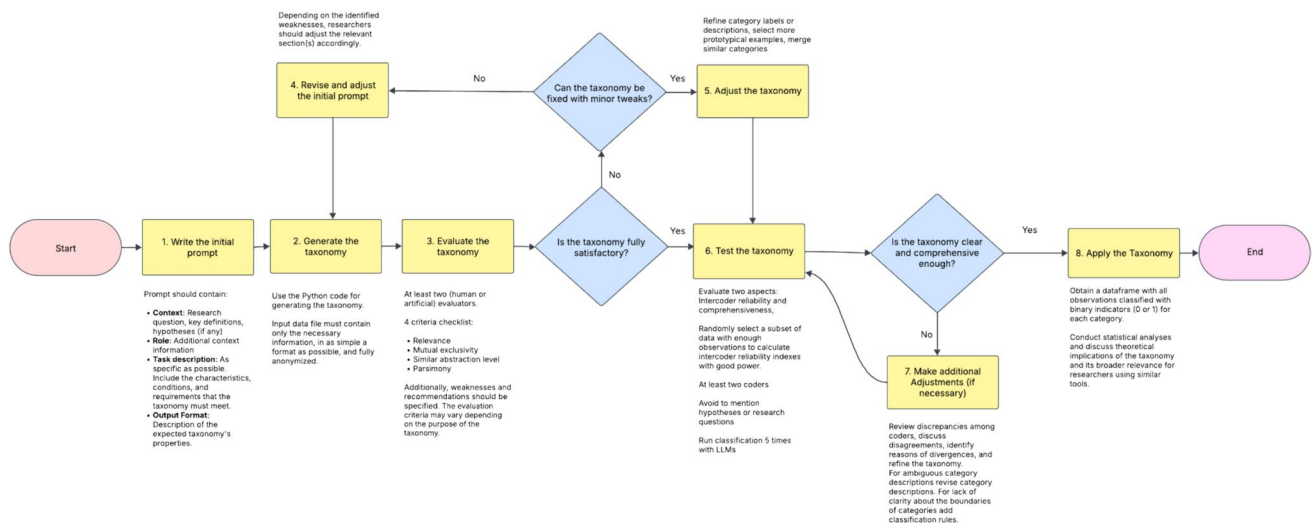 Depending on the identified
weaknesses, researchers
should adjust the relevant
section(s) accordingly.
Refine category labels or
descriptions, select more
prototypical examples, merge
similar categories
4. Revise and adjust
the initial prompt
No
Can the taxonomy be
fixed with minor tweaks?
Yes
5. Adjust the taxonomy
No
Start
1. Write the initial
prompt
2. Generate the
taxonomy
3. Evaluate the
taxonomy
Is the taxonomy fully
satisfactory?
Yes
6. Test the taxonomy
Is the taxonomy clear
and comprehensive
enough?
Yes
8. Apply the Taxonomy
End
No
7. Make additional
Adjustments (if
necessary)
Prompt should contain:
• Context: Research
question, key definitions,
hypotheses (if any)
• Role: Additional context
information
• Task description: As
specific as possible.
Include the characteristics,
conditions, and
requirements that the
taxonomy must meet.
• Output Format:
Description of the
expected taxonomy's
properties.
Use the Python code for
generating the taxonomy.
Input data file must contain
only the necessary
information, in as simple a
format as possible, and fully
anonymized.
At least two (human or
artificial) evaluators.
4 criteria checklist:
• Relevance
• Mutual exclusivity
• Similar abstraction level
• Parsimony
Additionally, weaknesses and
recommendations should be
specified. The evaluation
criteria may vary depending
on the purpose of the
taxonomy.
Evaluate two aspects:
Intercoder reliability and
comprehensiveness,
Randomly select a subset of
data with enough
observations to calculate
intercoder reliability indexes
with good power.
At least two coders
Avoid to mention
hypotheses or research
questions
Run classification 5 times
with LLMs
Review discrepancies among
coders, discuss
disagreements, identify
reasons of divergences, and
refine the taxonomy.
For ambiguous category
descriptions revise category
descriptions. For lack of
clarity about the boundaries
of categories add
classification rules.
Obtain a dataframe with all
observations classified with
binary indicators (0 or 1) for
each category.
Conduct statistical analyses
and discuss theoretical
implications of the taxonomy
and its broader relevance for
researchers using similar
tools.